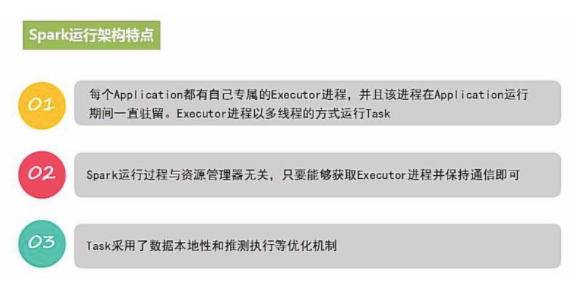 Spark运行架构特点
01
每个Application都有自己专属的Executor进程，并且该进程在Application运行
期间一直驻留。Executor进程以多线程的方式运行Task
02
Spark运行过程与资源管理器无关，只要能够获取Executor进程并保持通信即可
03
Task采用了数据本地性和推测执行等优化机制